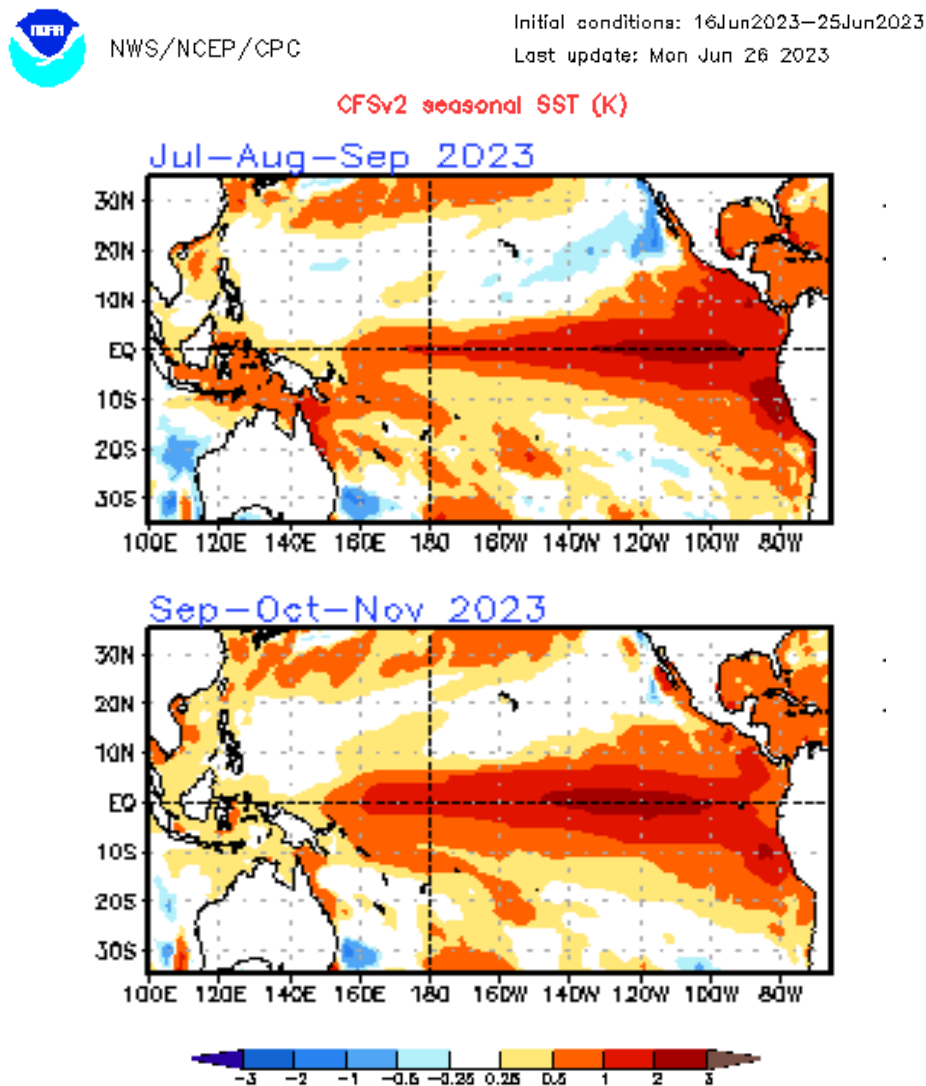 NOAA
Initial conditions: 16Jun2023–25Jun2023
NWS/NCEP/CPC
Last update: Mon Jun 26 2023
CFSv2 seasonal SST (K)
Jul–Aug–Sep 2023
30N
20N
10N
EQ
10S
20S
30S
100E 120E 140E 160E 180 160W 140W 120W 100W 80W
Sep–Oct–Nov 2023
30N
20N
10N
EQ
10S
20S
30S
100E 120E 140E 160E 180 160W 140W 120W 100W 80W
-3 -2 -1 -0.5 -0.25 0.25 0.5 1 2 3